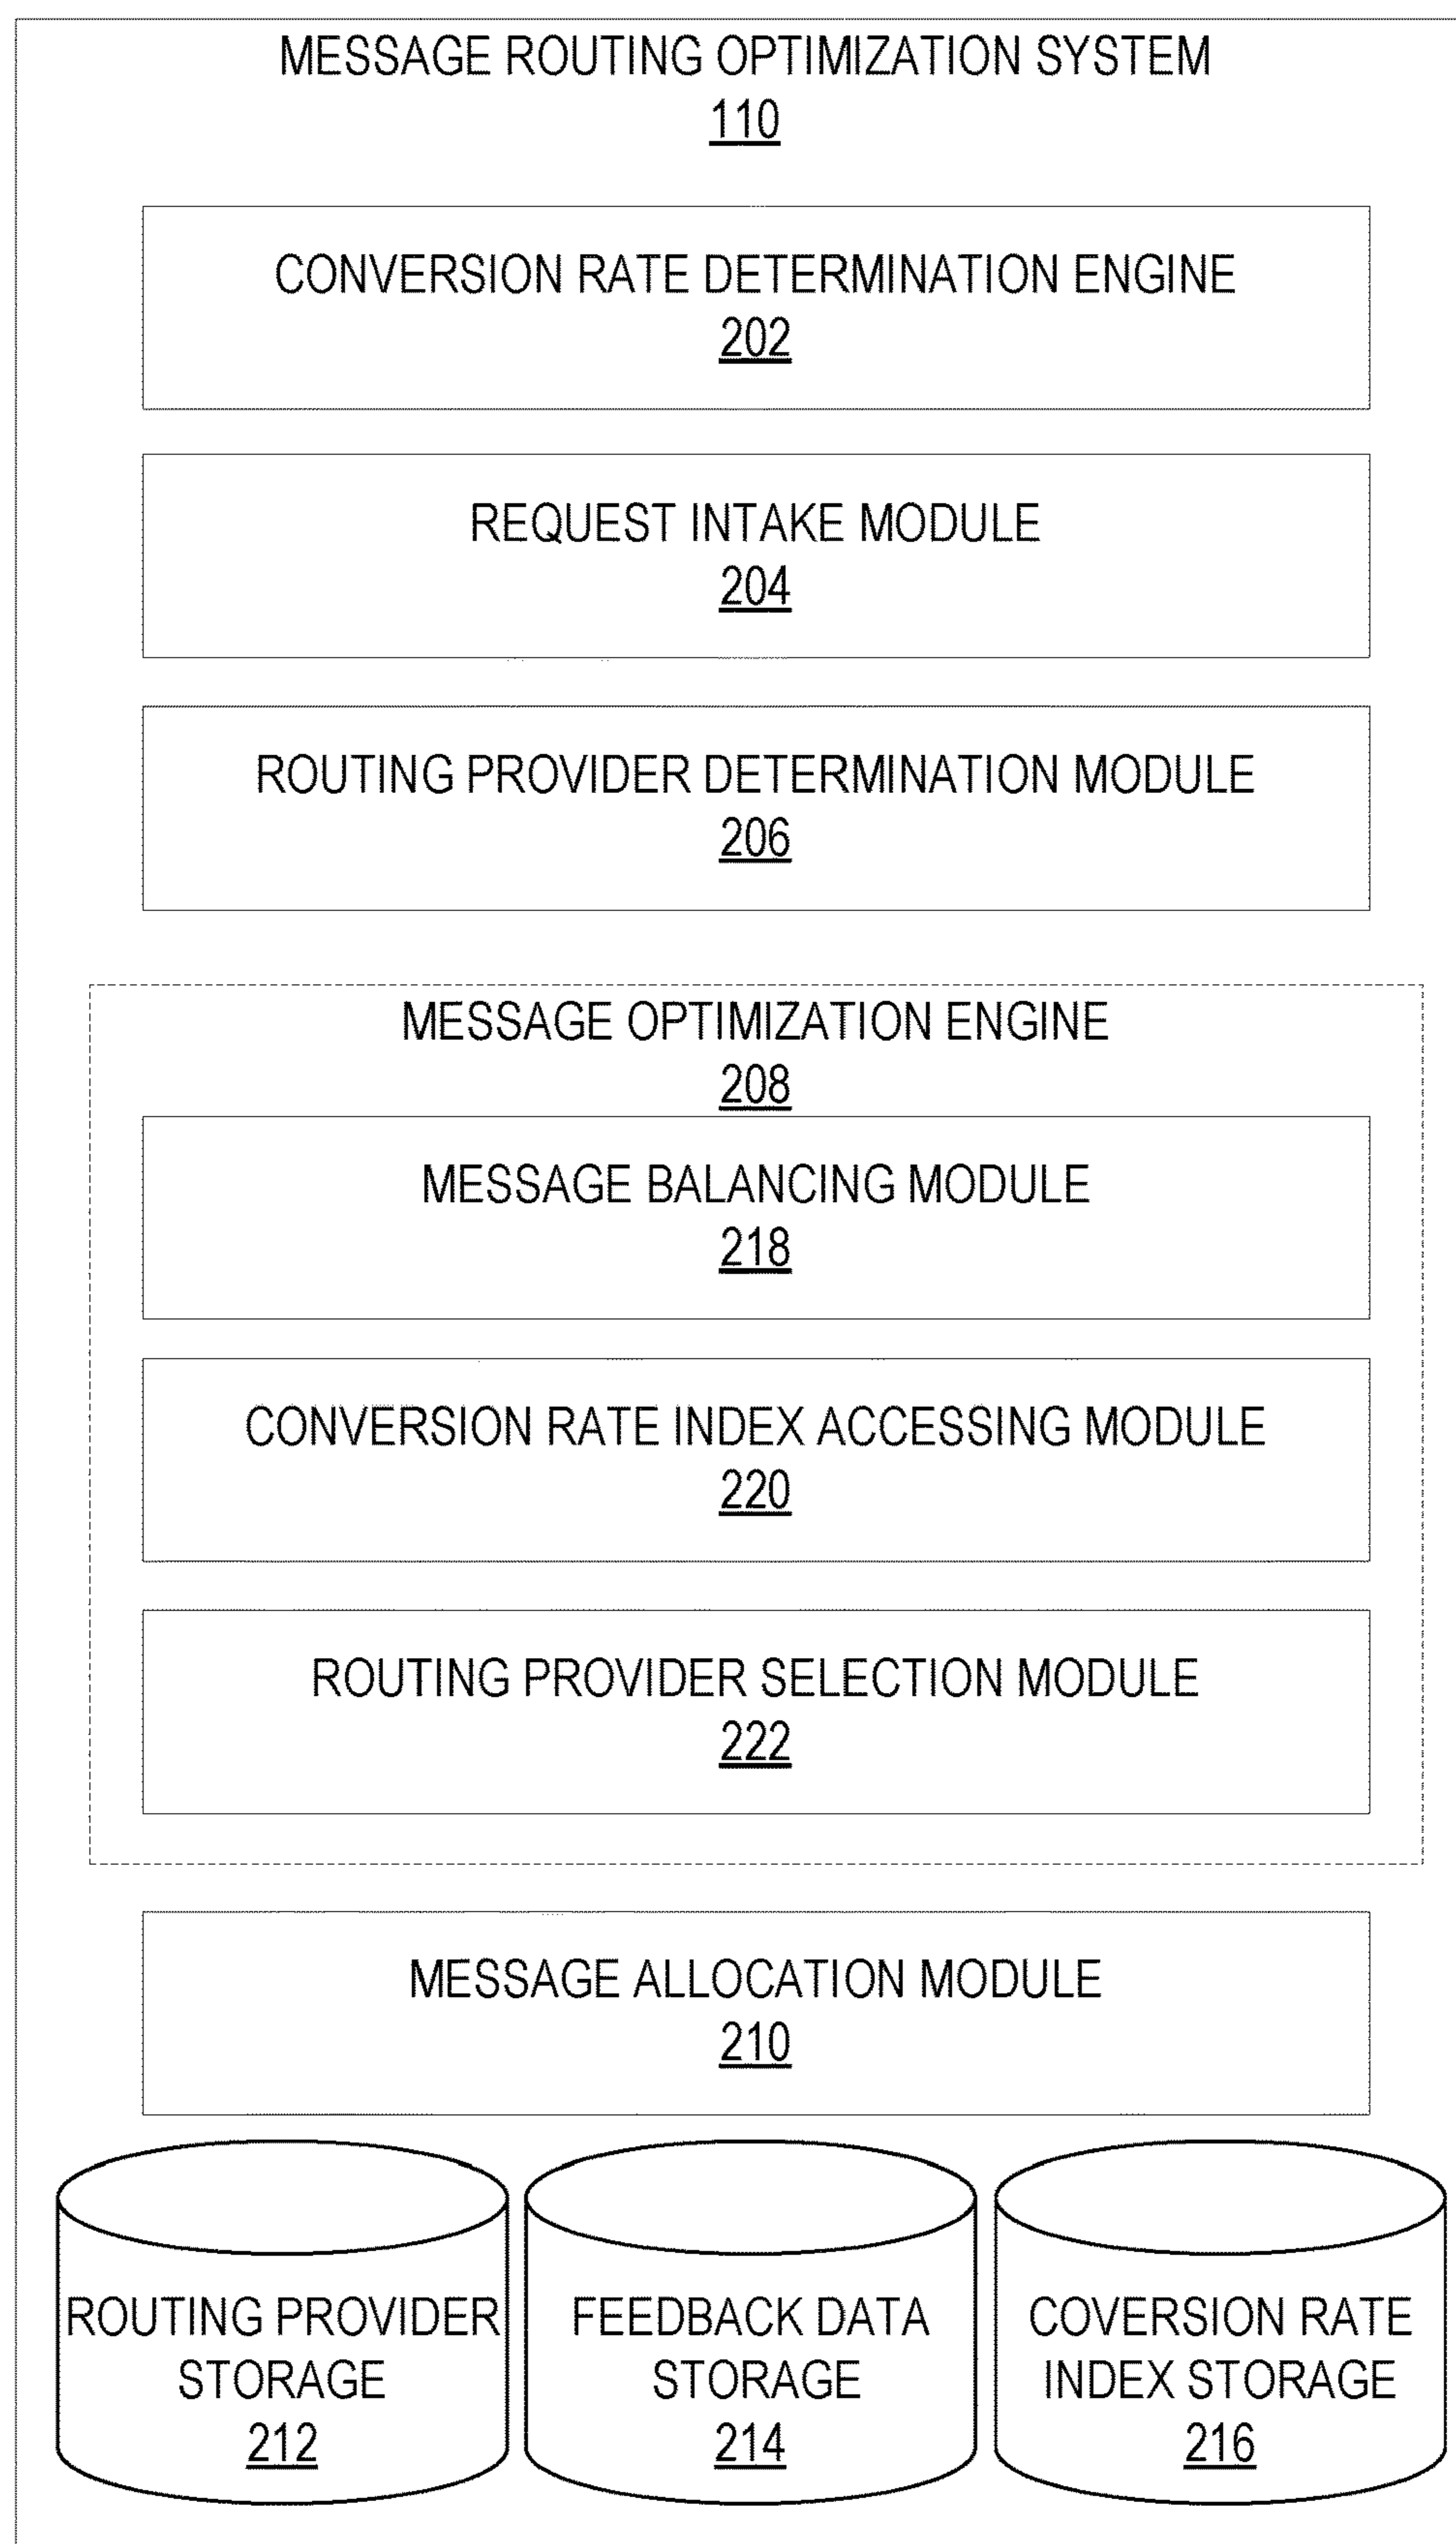 MESSAGE ROUTING OPTIMIZATION SYSTEM
110
CONVERSION RATE DETERMINATION ENGINE
202
REQUEST INTAKE MODULE
204
ROUTING PROVIDER DETERMINATION MODULE
206
MESSAGE OPTIMIZATION ENGINE
208
MESSAGE BALANCING MODULE
218
CONVERSION RATE INDEX ACCESSING MODULE
220
ROUTING PROVIDER SELECTION MODULE
222
MESSAGE ALLOCATION MODULE
210
ROUTING PROVIDER
STORAGE
212
FEEDBACK DATA
STORAGE
214
COVERSION RATE
INDEX STORAGE
216